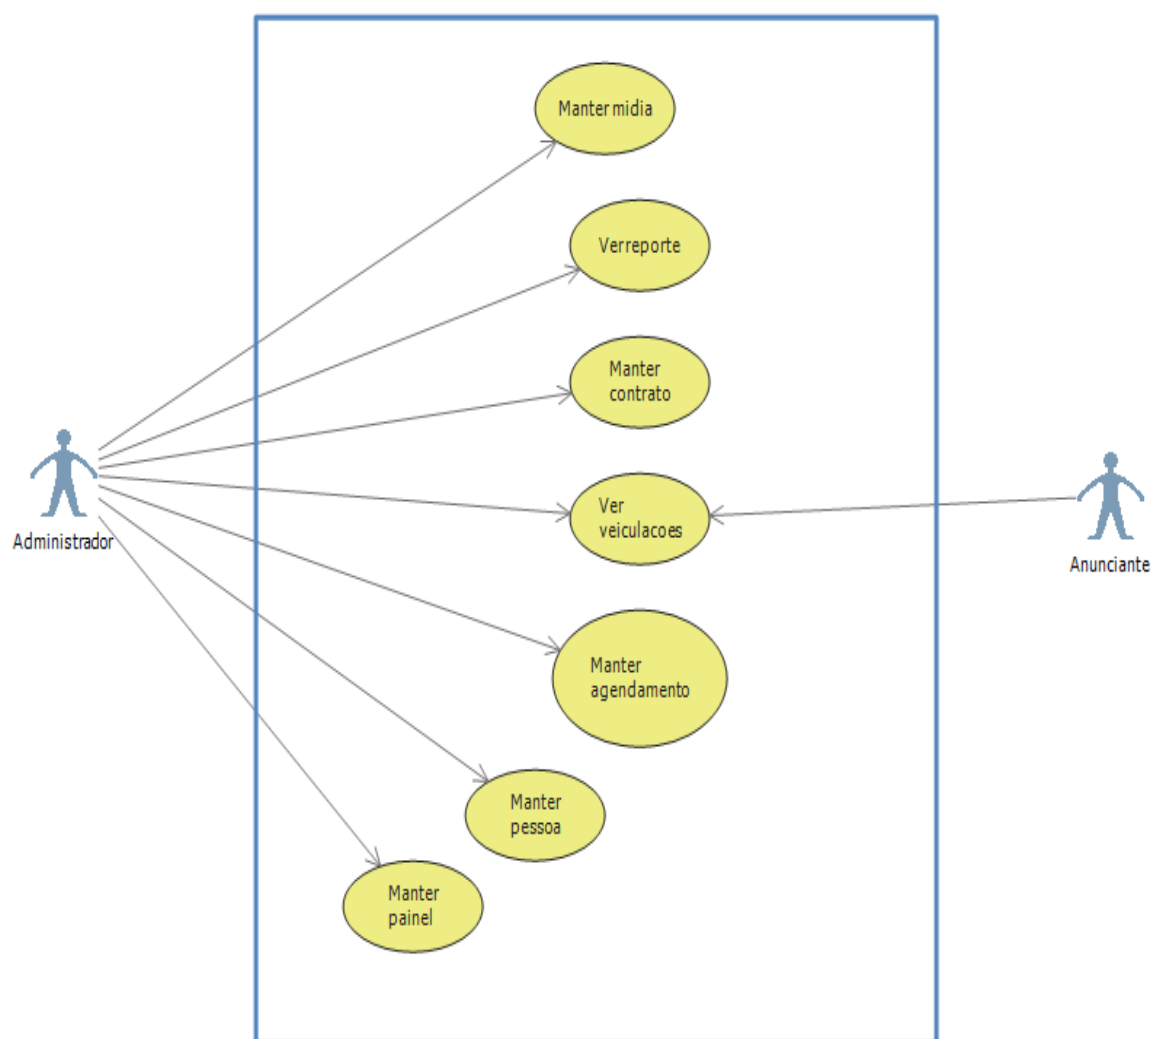 Manter midia
Ver reporte
Manter
contrato
Ver
veiculacoes
Administrador
Anunciante
Manter
agendamento
Manter
pessoa
Manter
painel